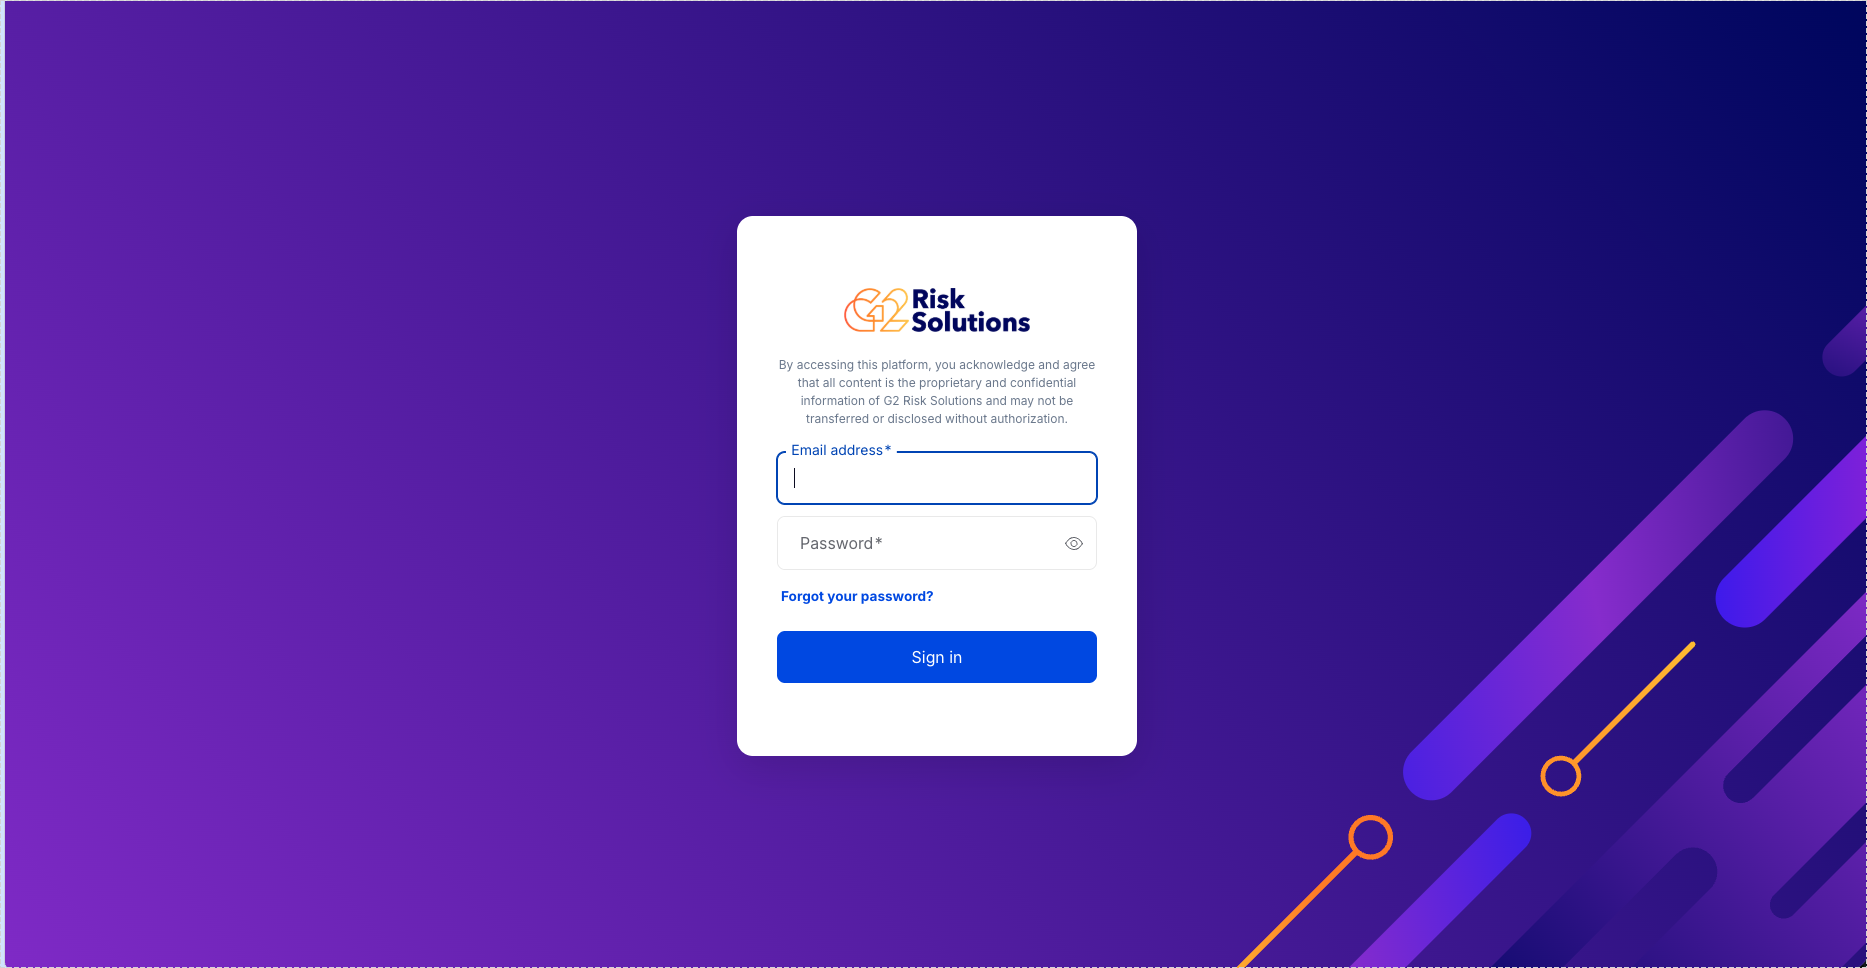 G2 Risk
Solutions
By accessing this platform, you acknowledge and agree
that all content is the proprietary and confidential
information of G2 Risk Solutions and may not be
transferred or disclosed without authorization.
Email address*
Password*
Forgot your password?
Sign in